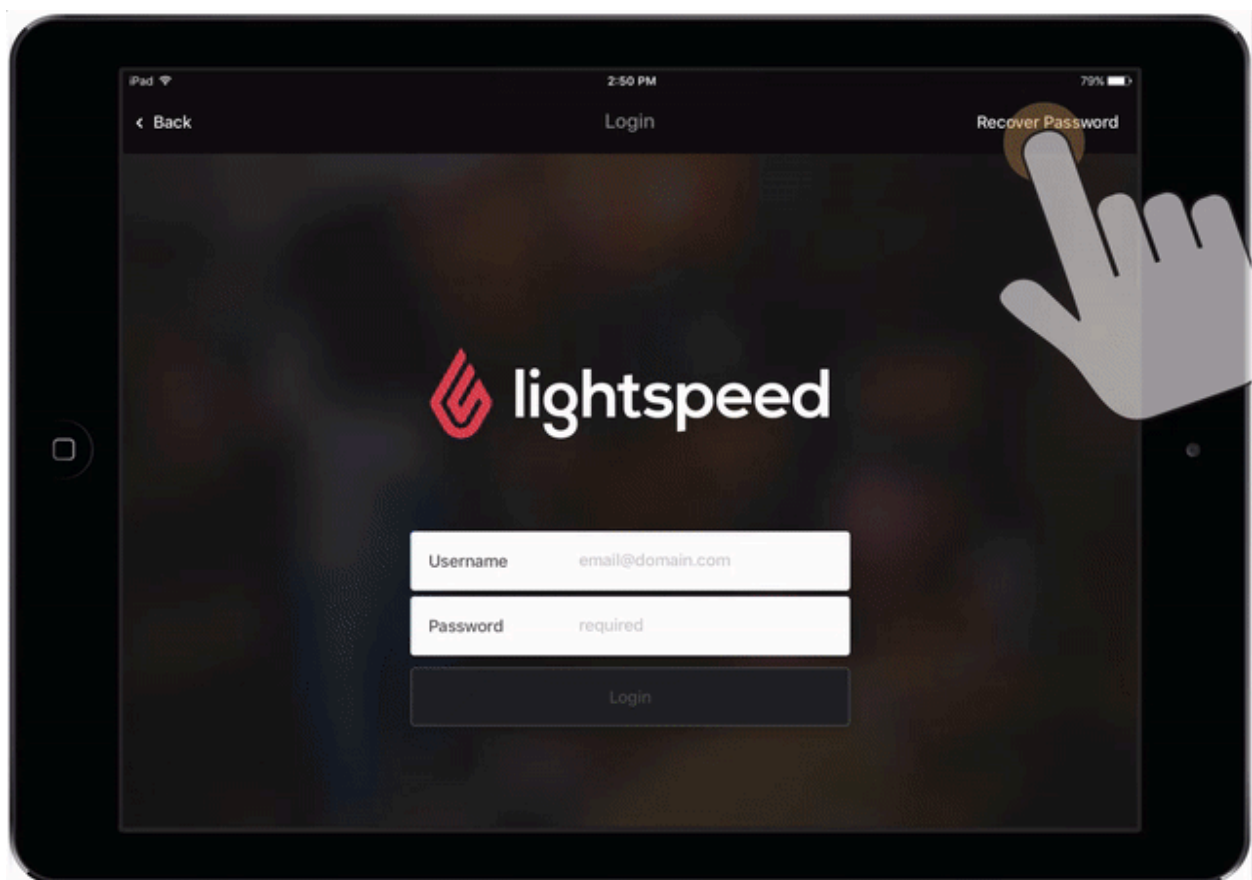 iPad 2:50 PM 79%
< Back Login Recover Password
lightspeed
Username email@domain.com
Password required
Login